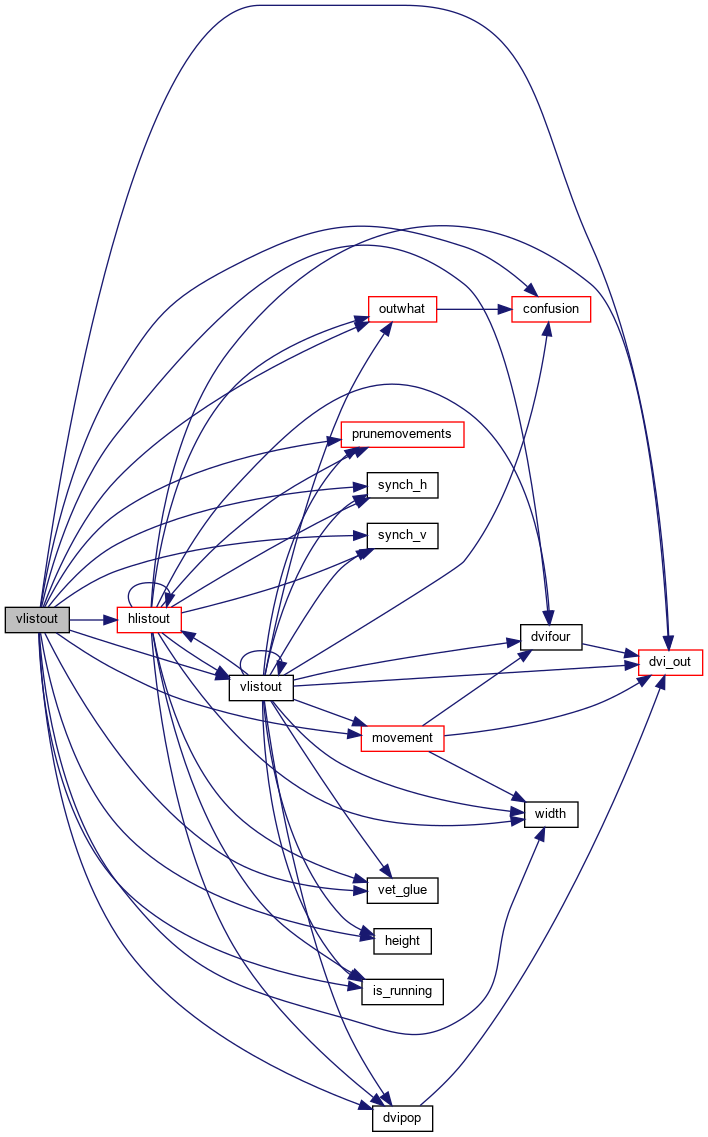 outwhat
confusion
prunemovements
synch_h
synch_v
vlistout
hlistout
dvifour
dvi_out
vlistout
movement
width
vet_glue
height
is_running
dvipop